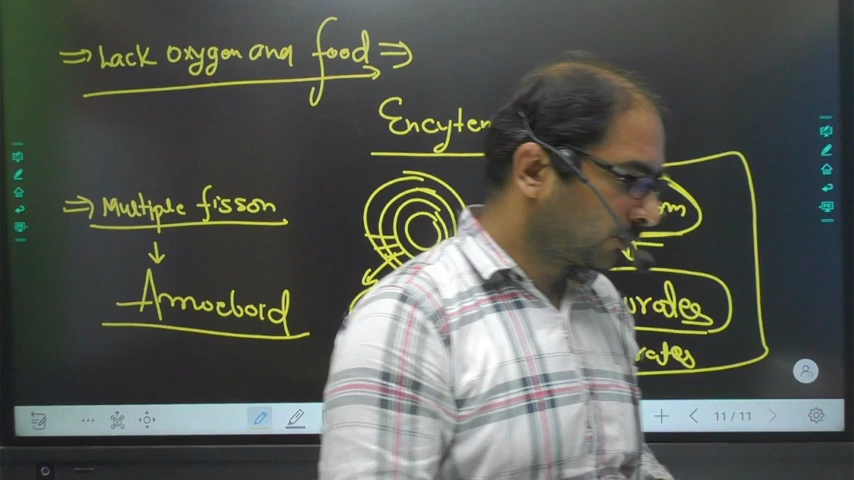 ⇒ Lack oxygen and food ⇒
Encyten
⇒ Multiple fisson
↓
Amoeboid
11/11